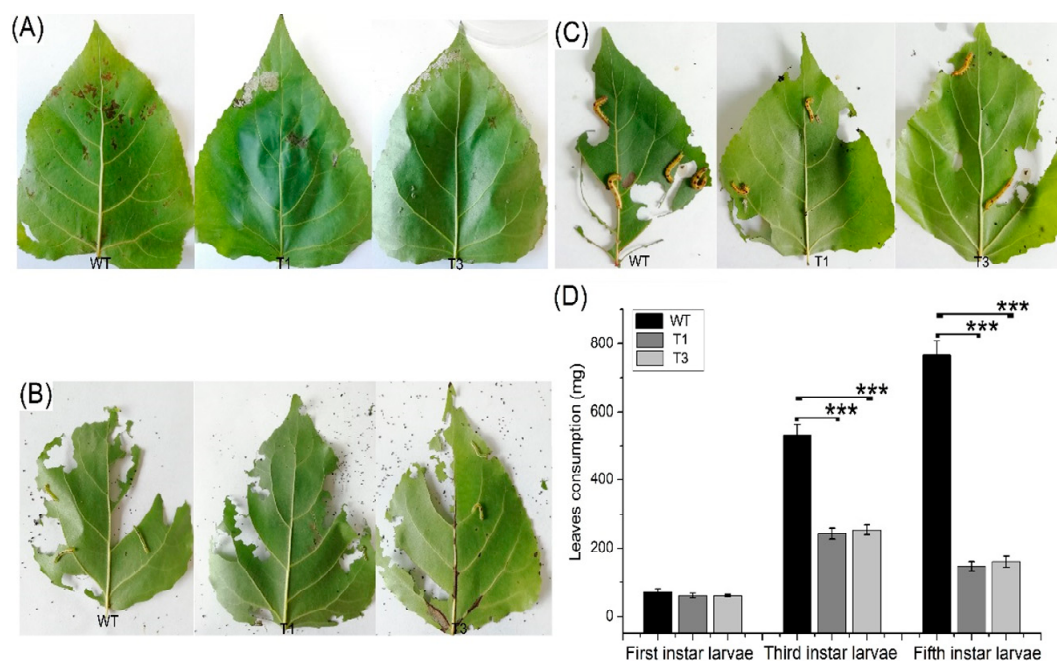 (A)
WT
T1
T3
(B)
WT
T1
T3
(C)
WT
T1
T3
(D)
WT
T1
T3
***
***
***
***
Leaves consumption (mg)
800
600
400
200
0
First instar larvae
Third instar larvae
Fifth instar larvae